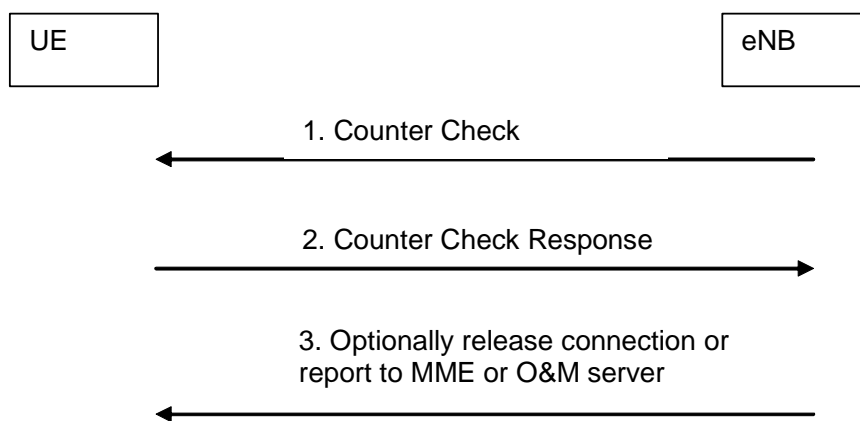 UE
eNB
1. Counter Check
2. Counter Check Response
3. Optionally release connection or
report to MME or O&M server